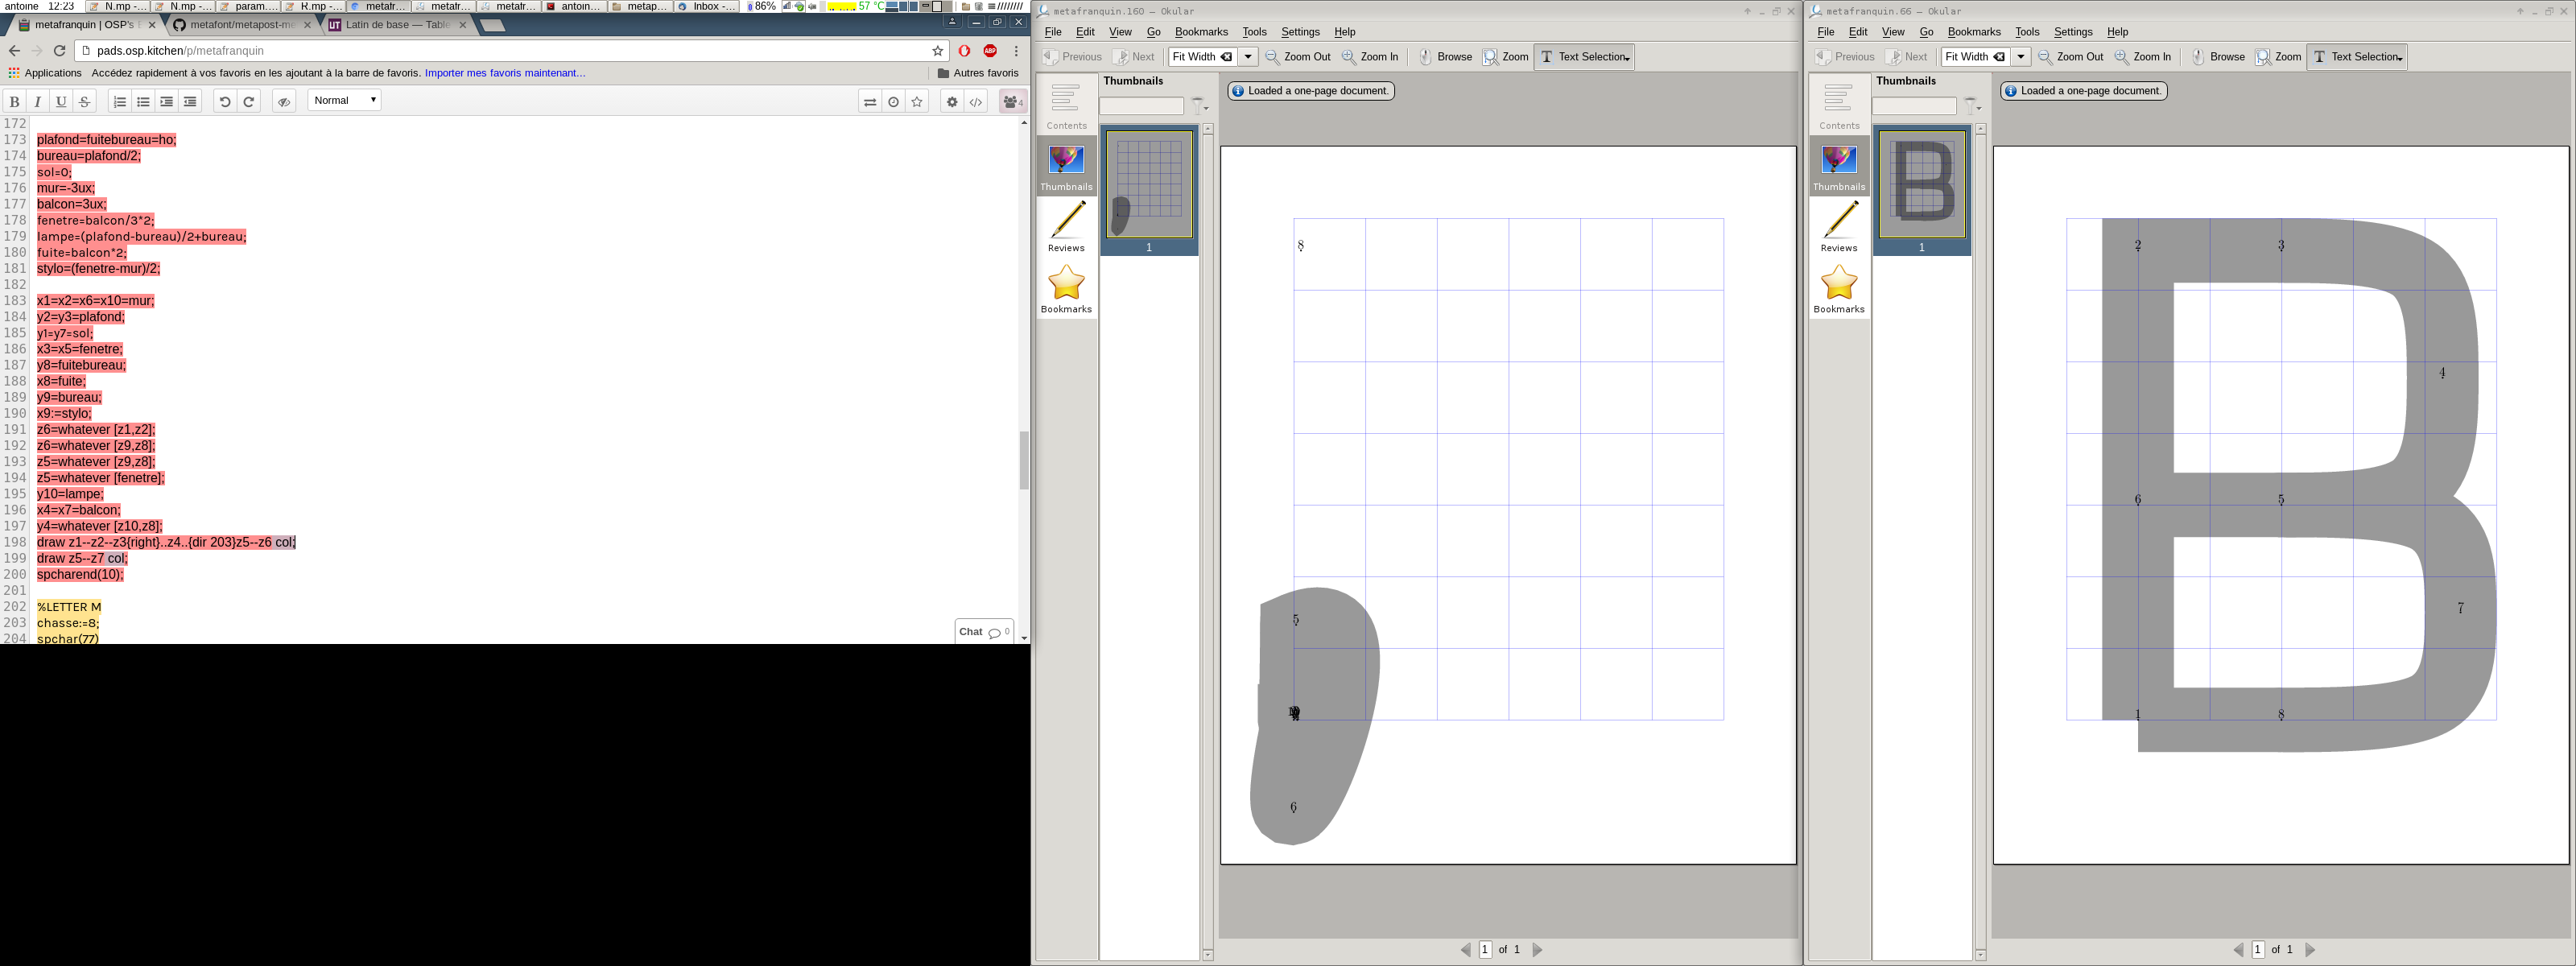 antoine 12:23 N.mp -... N.mp -... param.... R.mp -... metafr... metafr... metafr... antoin... metap... Inbox -... 86% 57 °C
metafranquin | OSP's metafont/metapost-me Latin de base — Table
pads.osp.kitchen/p/metafranquin
Applications Accédez rapidement à vos favoris en les ajoutant à la barre de favoris. Importer mes favoris maintenant... Autres favoris
B I U S Normal 4
172
173 plafond=fuitebureau=ho;
174 bureau=plafond/2;
175 sol=0;
176 mur=-3ux;
177 balcon=3ux;
178 fenetre=balcon/3*2;
179 lampe=(plafond-bureau)/2+bureau;
180 fuite=balcon*2;
181 stylo=(fenetre-mur)/2;
182
183 x1=x2=x6=x10=mur;
184 y2=y3=plafond;
185 y1=y7=sol;
186 x3=x5=fenetre;
187 y8=fuitebureau;
188 x8=fuite;
189 y9=bureau;
190 x9:=stylo;
191 z6=whatever [z1,z2];
192 z6=whatever [z9,z8];
193 z5=whatever [z9,z8];
194 z5=whatever [fenetre];
195 y10=lampe;
196 x4=x7=balcon;
197 y4=whatever [z10,z8];
198 draw z1--z2--z3{right}..z4..{dir 203}z5--z6 col;
199 draw z5--z7 col;
200 spcharend(10);
201
202 %LETTER M
203 chasse:=8;
204 spchar(77)
Chat 0
metafranquin.160 – Okular
File Edit View Go Bookmarks Tools Settings Help
Previous Next Fit Width Zoom Out Zoom In Browse Zoom Text Selection
Thumbnails
Loaded a one-page document.
Contents
Thumbnails
Reviews
Bookmarks
1
8
5
6
1 of 1
metafranquin.66 – Okular
File Edit View Go Bookmarks Tools Settings Help
Previous Next Fit Width Zoom Out Zoom In Browse Zoom Text Selection
Thumbnails
Loaded a one-page document.
Contents
Thumbnails
Reviews
Bookmarks
B
1
B
2 3
4
6 5
7
1 8
1 of 1